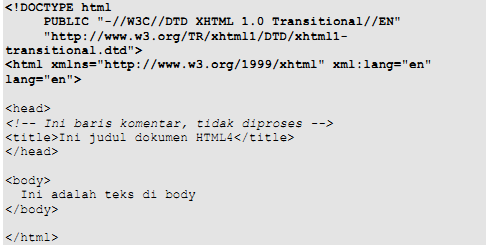 <!DOCTYPE html
PUBLIC "-//W3C//DTD XHTML 1.0 Transitional//EN"
"http://www.w3.org/TR/xhtml1/DTD/xhtml1-
transitional.dtd">
<html xmlns="http://www.w3.org/1999/xhtml" xml:lang="en"
lang="en">
<head>
<!-- Ini baris komentar, tidak diproses -->
<title>Ini judul dokumen HTML4</title>
</head>
<body>
Ini adalah teks di body
</body>
</html>